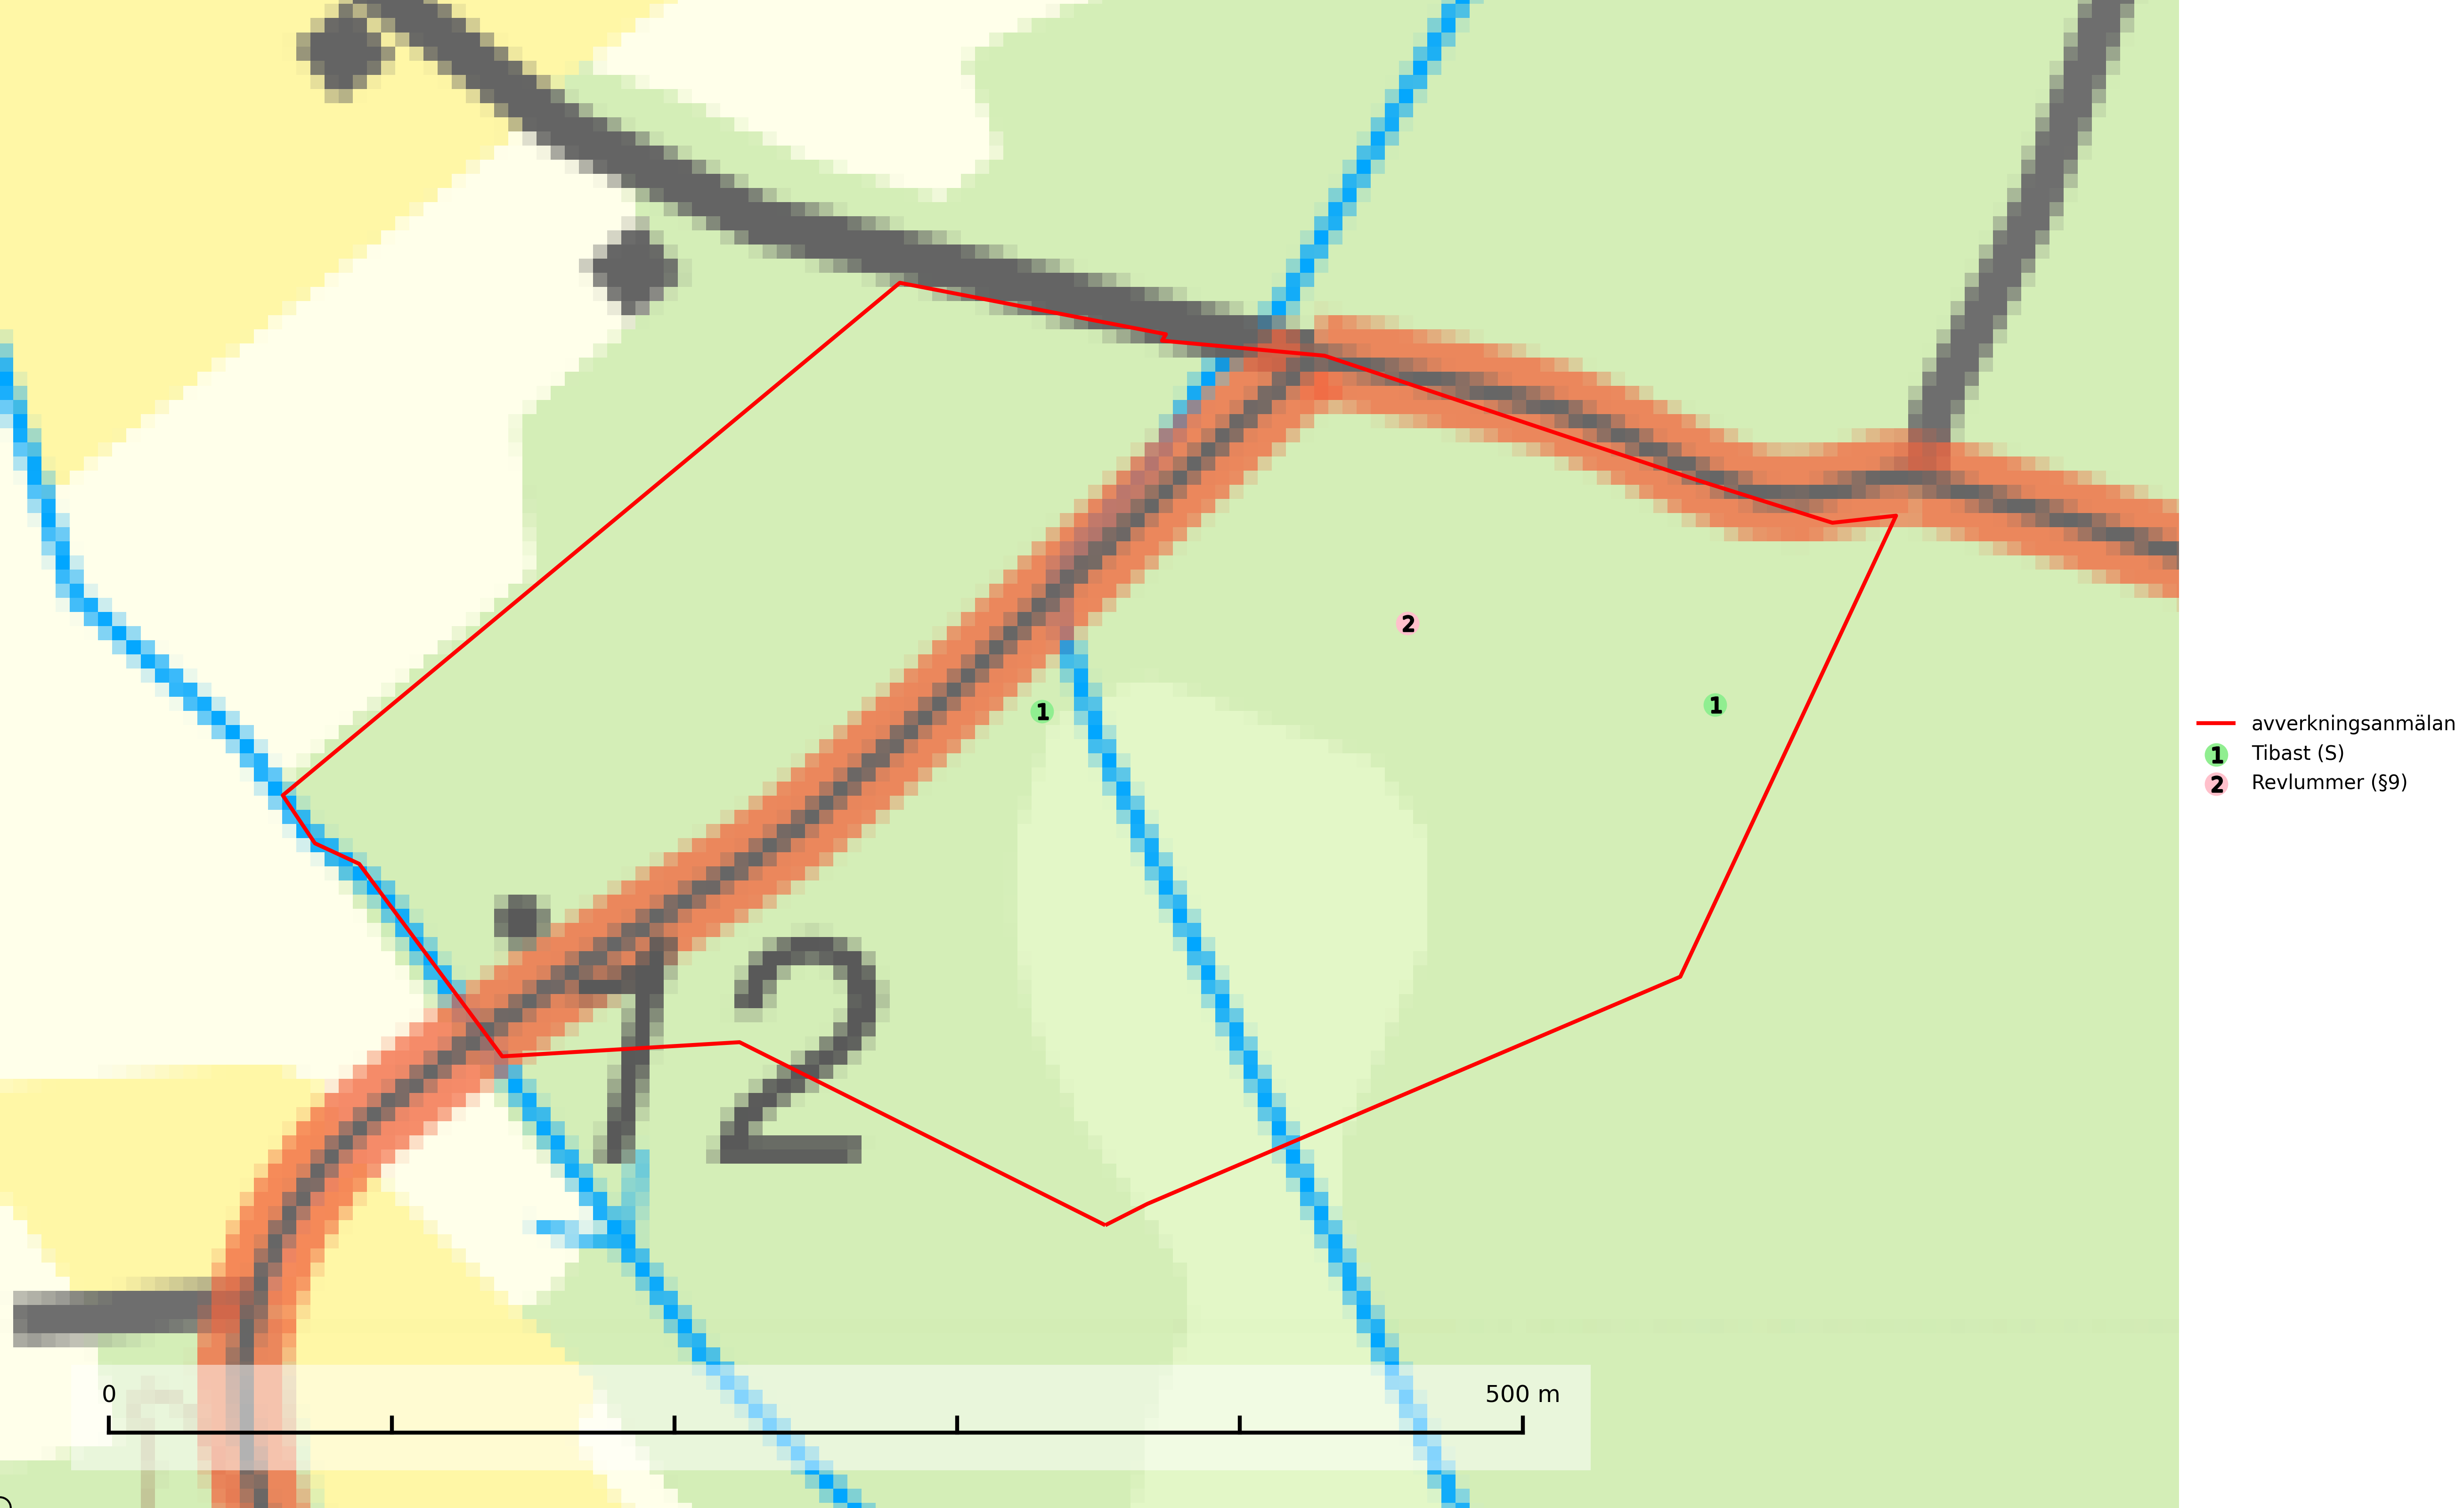 2
1
1
avverkningsanmälan
1 Tibast (S)
2 Revlummer (§9)
12
0 500 m